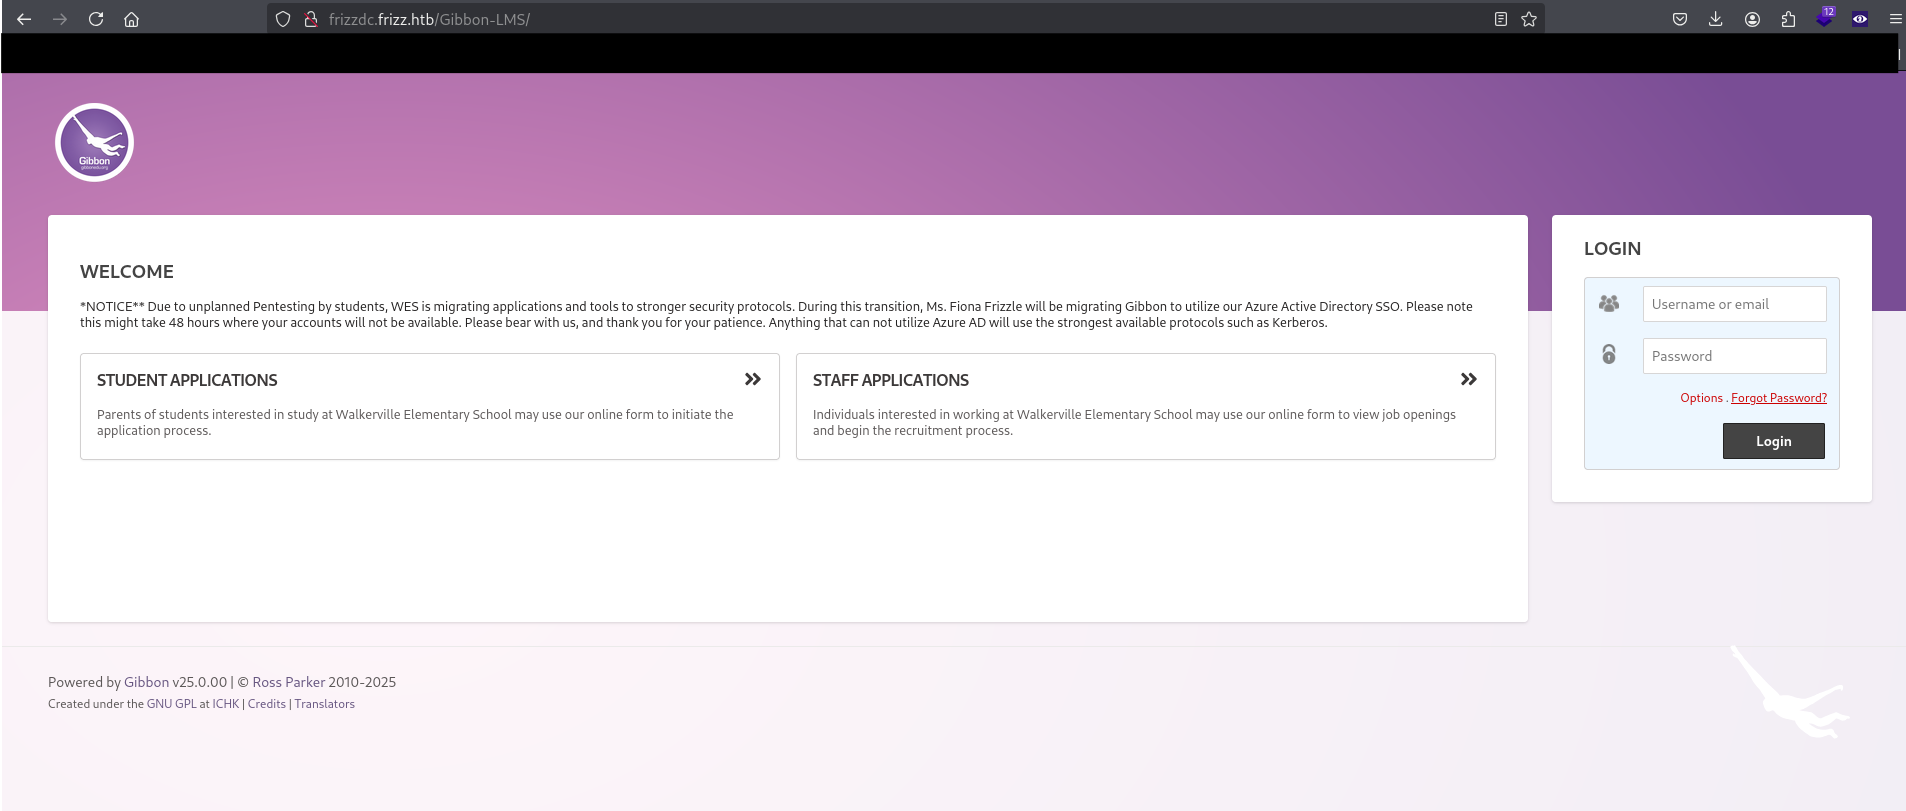 frizzdc.frizz.htb/Gibbon-LMS/
12
Gibbon
WELCOME
*NOTICE** Due to unplanned Pentesting by students, WES is migrating applications and tools to stronger security protocols. During this transition, Ms. Fiona Frizzle will be migrating Gibbon to utilize our Azure Active Directory SSO. Please note
this might take 48 hours where your accounts will not be available. Please bear with us, and thank you for your patience. Anything that can not utilize Azure AD will use the strongest available protocols such as Kerberos.
STUDENT APPLICATIONS
Parents of students interested in study at Walkerville Elementary School may use our online form to initiate the
application process.
STAFF APPLICATIONS
Individuals interested in working at Walkerville Elementary School may use our online form to view job openings
and begin the recruitment process.
LOGIN
Username or email
Password
Options . Forgot Password?
Login
Powered by Gibbon v25.0.00 | © Ross Parker 2010-2025
Created under the GNU GPL at ICHK | Credits | Translators